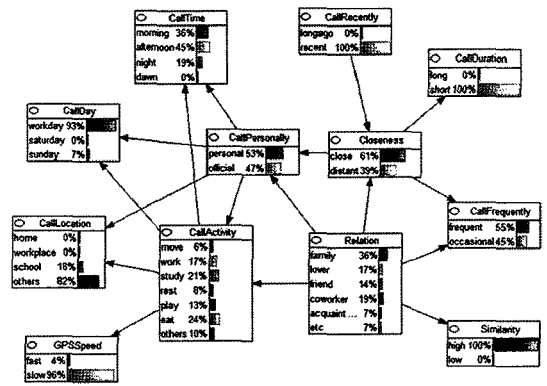 CallTime
morning 36%
afternoon 45%
night 19%
dawn 0%
CallRecently
longago 0%
recent 100%
CallDuration
long 0%
short 100%
CallDay
workday 93%
saturday 0%
sunday 7%
CallPersonally
personal 53%
official 47%
Closeness
close 61%
distant 39%
CallLocation
home 0%
workplace 0%
school 18%
others 82%
CallActivity
move 6%
work 17%
study 21%
rest 8%
play 13%
eat 24%
others 10%
Relation
family 36%
lover 17%
friend 14%
coworker 19%
acquaint ... 7%
etc 7%
CallFrequently
frequent 55%
occasional 45%
GPSSpeed
fast 4%
slow 96%
Similarity
high 100%
low 0%